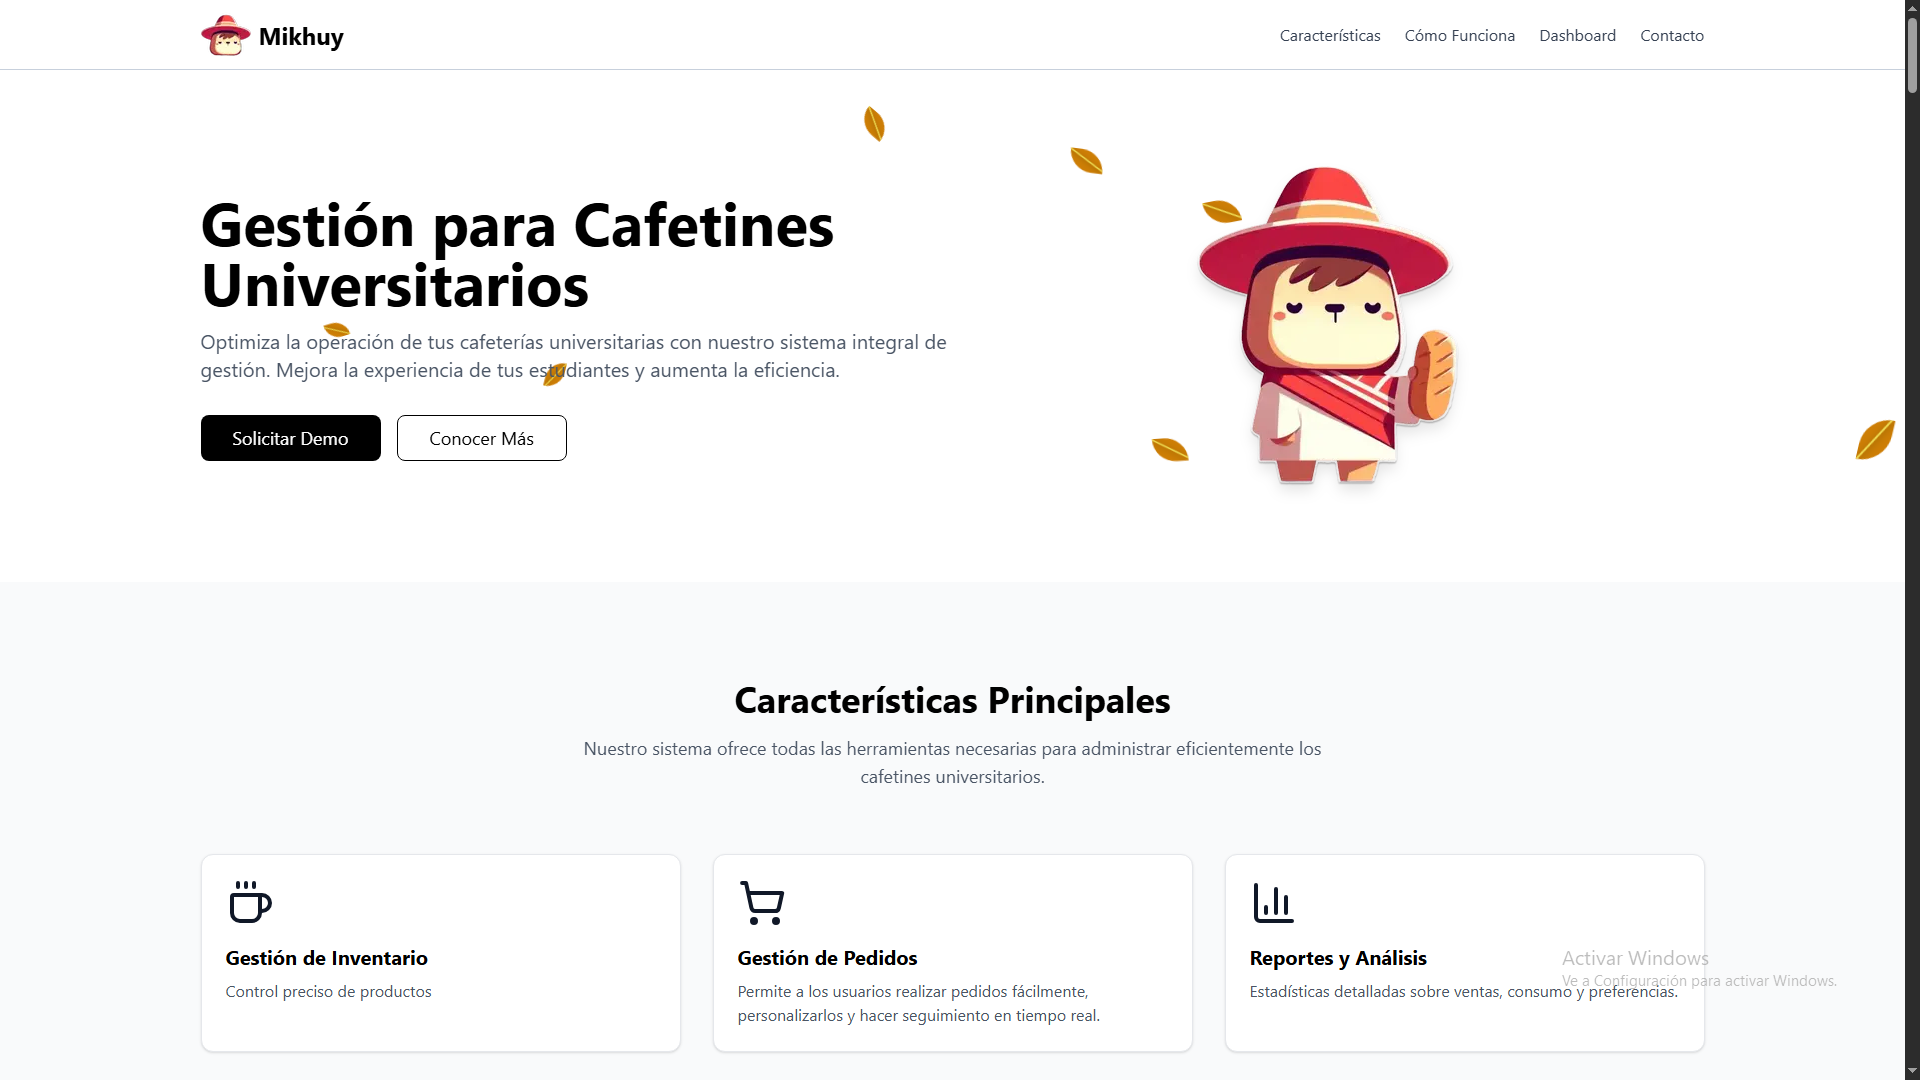 Mikhuy
Características
Cómo Funciona
Dashboard
Contacto
Gestión para Cafetines
Universitarios
Optimiza la operación de tus cafeterías universitarias con nuestro sistema integral de
gestión. Mejora la experiencia de tus estudiantes y aumenta la eficiencia.
Solicitar Demo
Conocer Más
Características Principales
Nuestro sistema ofrece todas las herramientas necesarias para administrar eficientemente los
cafetines universitarios.
Gestión de Inventario
Control preciso de productos
Gestión de Pedidos
Permite a los usuarios realizar pedidos fácilmente,
personalizarlos y hacer seguimiento en tiempo real.
Reportes y Análisis
Estadísticas detalladas sobre ventas, consumo y preferencias.
Activar Windows
Ve a Configuración para activar Windows.